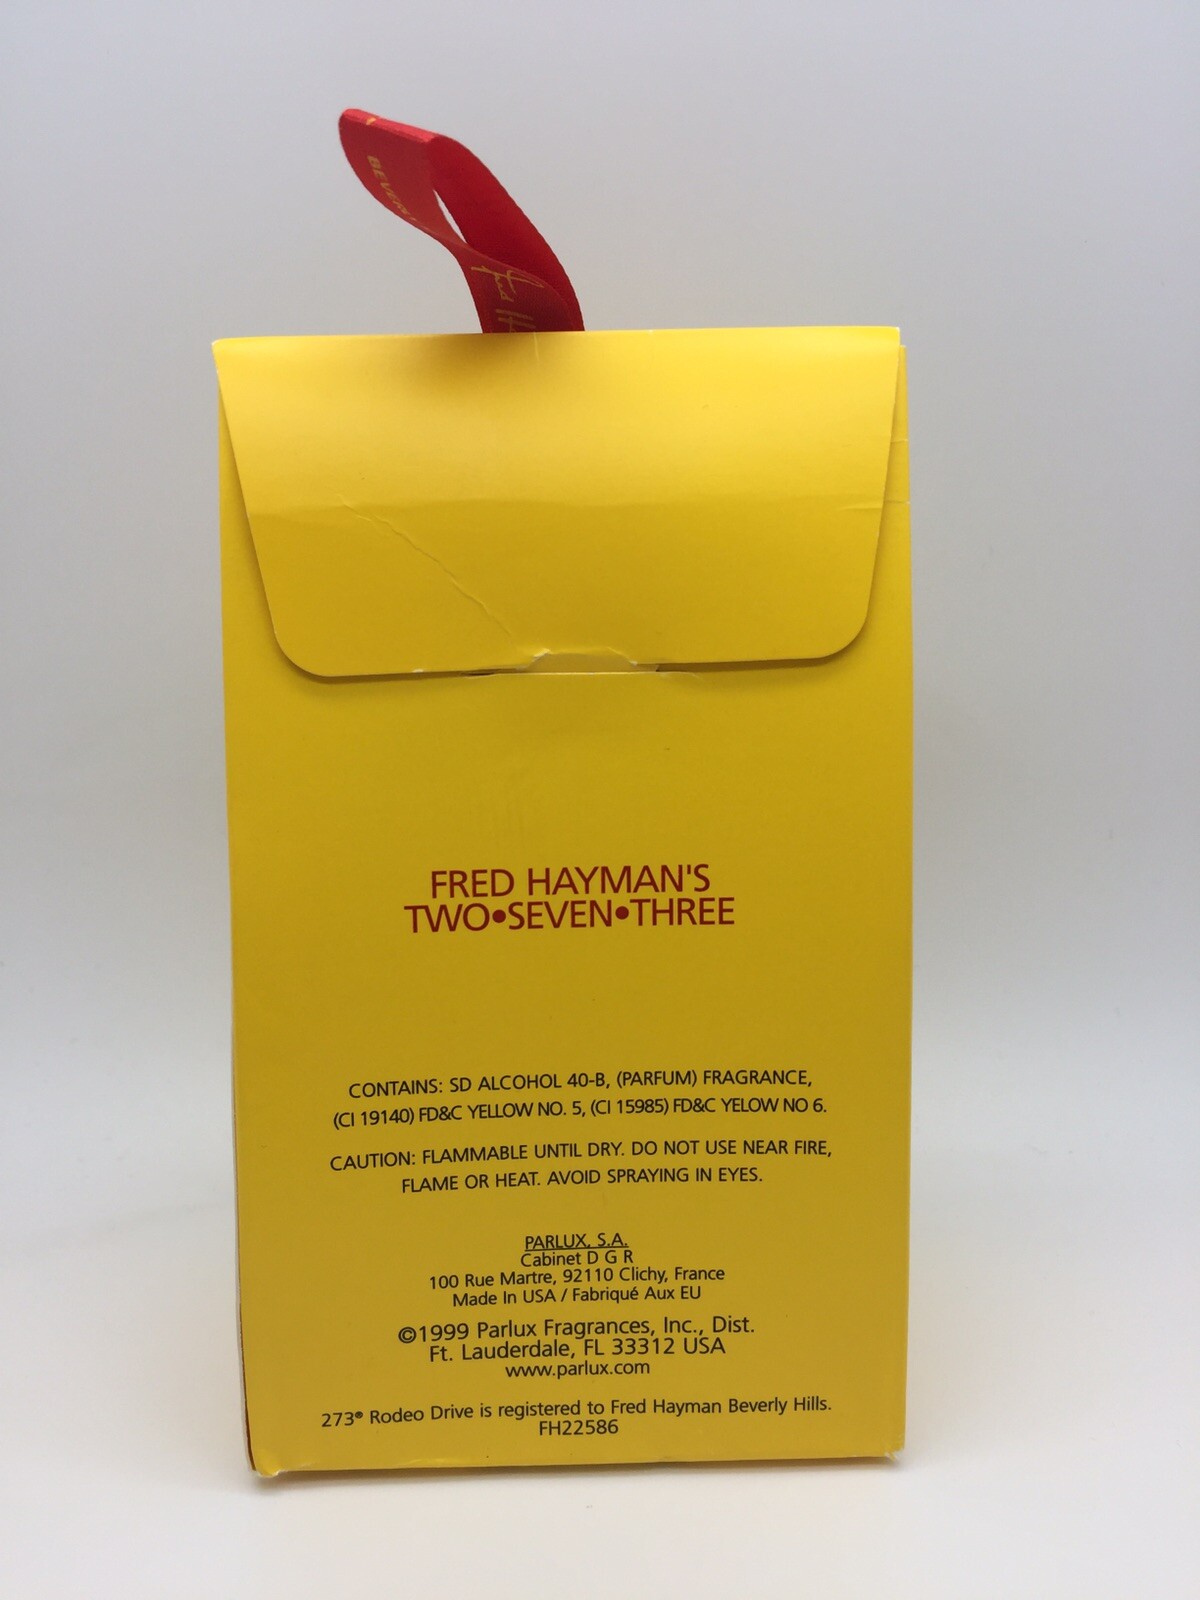 BEVERL
Fred H
FRED HAYMAN'S
TWO•SEVEN•THREE
CONTAINS: SD ALCOHOL 40-B, (PARFUM) FRAGRANCE,
(CI 19140) FD&C YELLOW NO. 5, (CI 15985) FD&C YELOW NO 6.
CAUTION: FLAMMABLE UNTIL DRY. DO NOT USE NEAR FIRE,
FLAME OR HEAT. AVOID SPRAYING IN EYES.
PARLUX, S.A.
Cabinet D G R
100 Rue Martre, 92110 Clichy, France
Made In USA / Fabriqué Aux EU
©1999 Parlux Fragrances, Inc., Dist.
Ft. Lauderdale, FL 33312 USA
www.parlux.com
273® Rodeo Drive is registered to Fred Hayman Beverly Hills.
FH22586